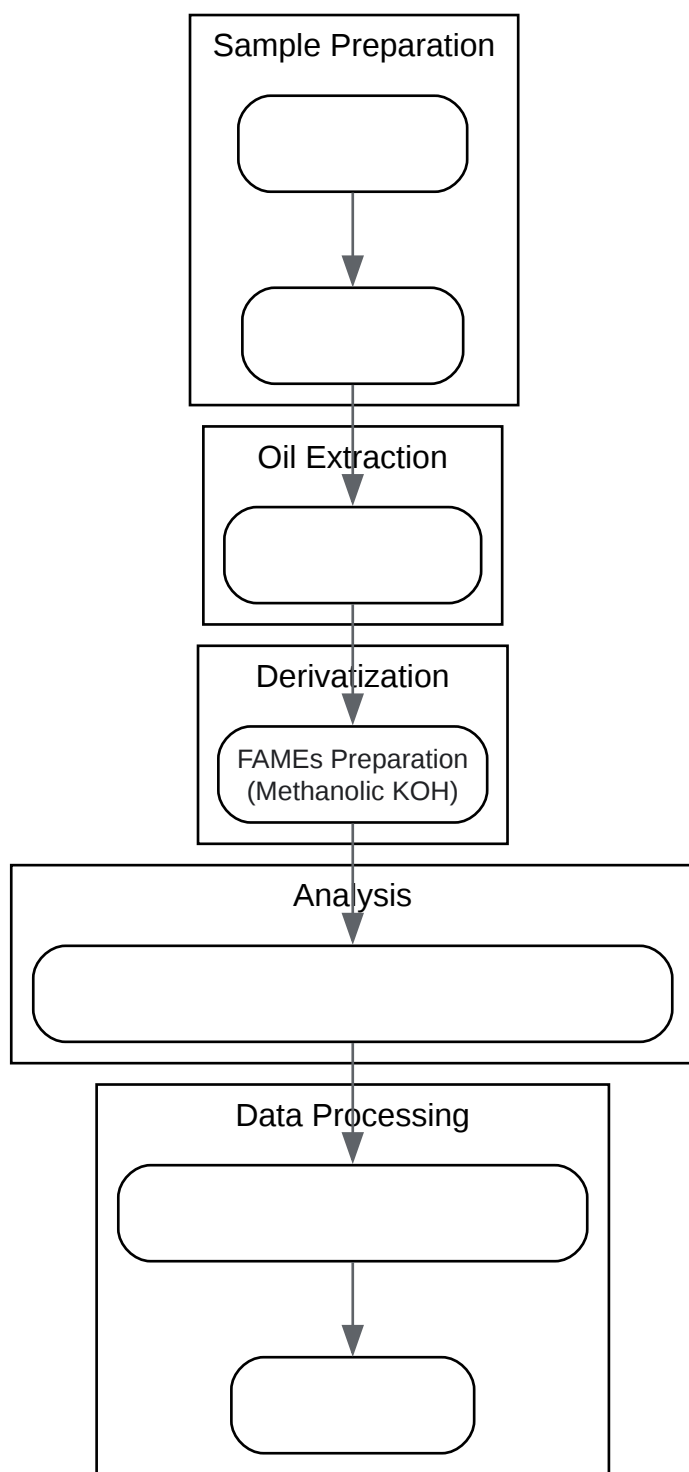 Sample Preparation
Oil Extraction
Derivatization
FAMEs Preparation
(Methanolic KOH)
Analysis
Data Processing